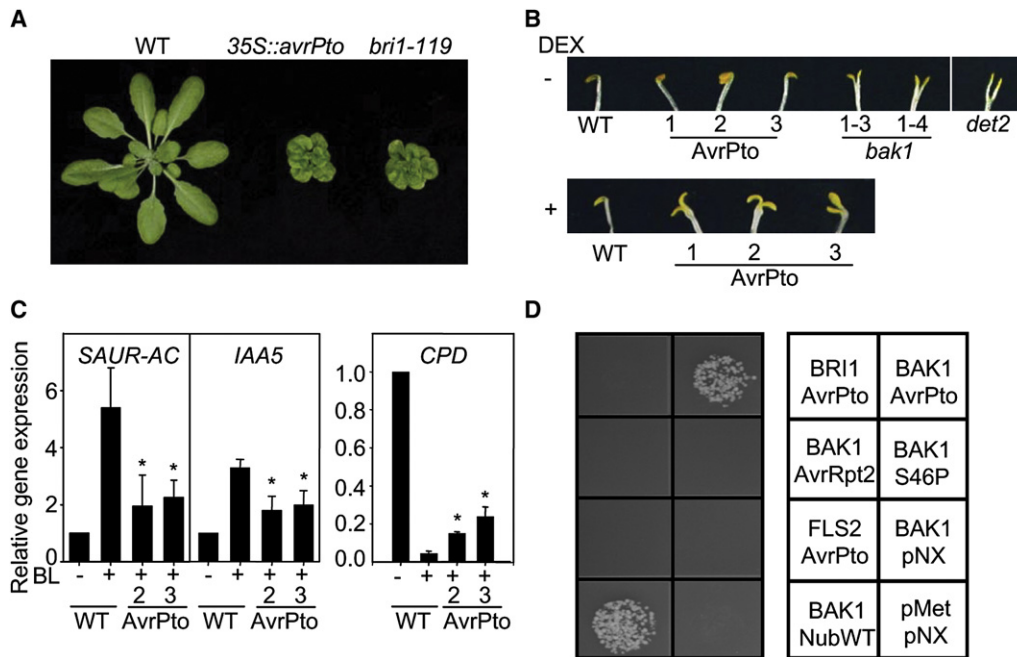 A
WT 35S::avrPto bri1-119
B
DEX
-
WT 1 2 3 1-3 1-4 det2
AvrPto bak1
+
WT 1 2 3
AvrPto
C
Relative gene expression
SAUR-AC IAA5 CPD
6
4
2
0
1.0
0.8
0.6
0.4
0.2
0.0
* * * * * *
BL - + + + - + + + - + + +
2 3 2 3 2 3
WT AvrPto WT AvrPto WT AvrPto
D
BRI1 BAK1
AvrPto AvrPto
BAK1 BAK1
AvrRpt2 S46P
FLS2 BAK1
AvrPto pNX
BAK1 pMet
NubWT pNX